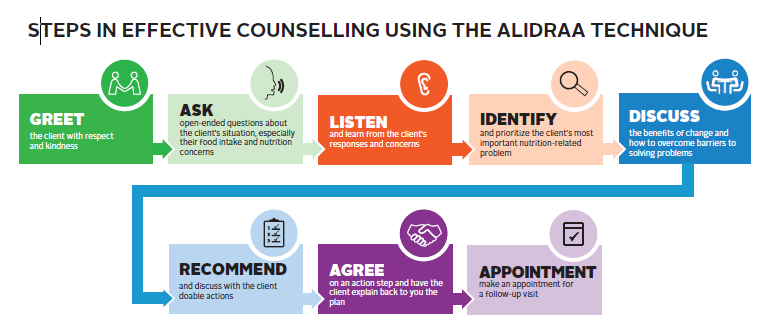 STEPS IN EFFECTIVE COUNSELLING USING THE ALIDRAA TECHNIQUE
GREET
the client with respect
and kindness
ASK
open-ended questions about
the client's situation, especially
their food intake and nutrition
concerns
LISTEN
and learn from the client's
responses and concerns
IDENTIFY
and prioritize the client's most
important nutrition-related
problem
DISCUSS
the benefits of change and
how to overcome barriers to
solving problems
RECOMMEND
and discuss with the client
doable actions
1
2
3
AGREE
on an action step and have the
client explain back to you the
plan
APPOINTMENT
make an appointment for
a follow-up visit